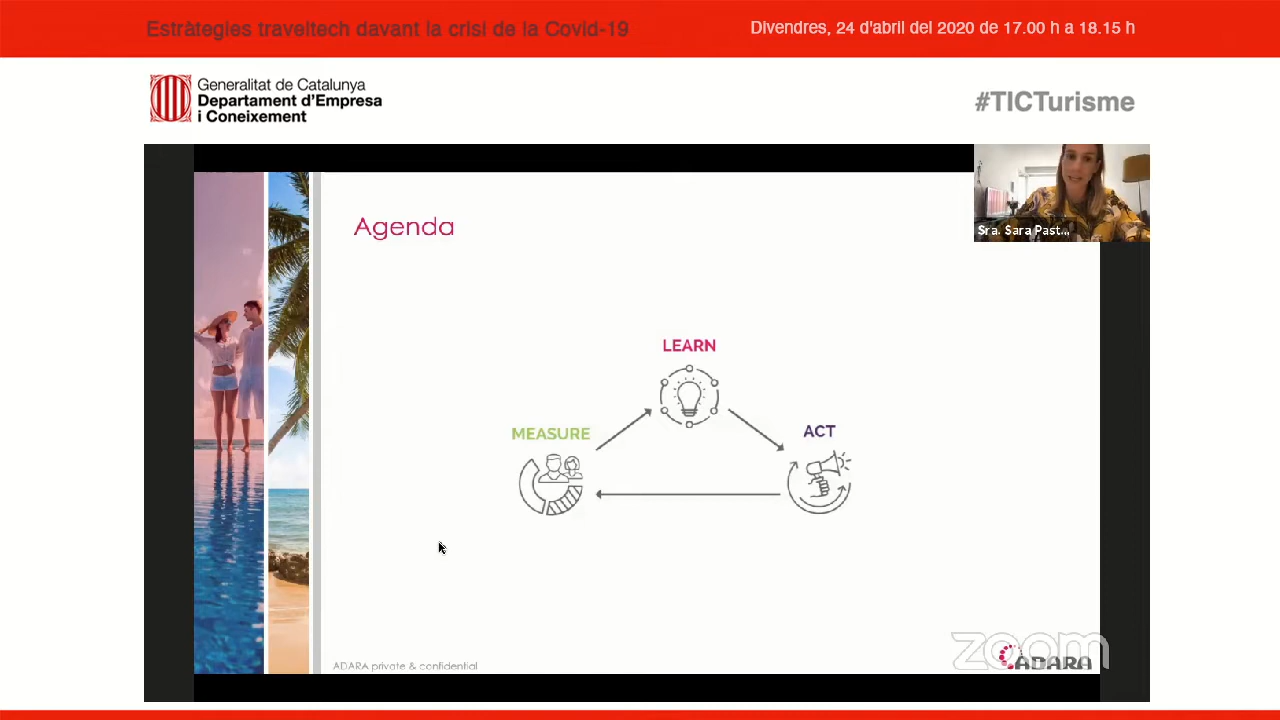 Estràtegies traveltech davant la crisi de la Covid-19
Divendres, 24 d'abril del 2020 de 17.00 h a 18.15 h
Generalitat de Catalunya
Departament d'Empresa
i Coneixement
#TICTurisme
Sra. Sara Past...
Agenda
LEARN
MEASURE
ACT
ADARA private & confidential
zoom
ADARA